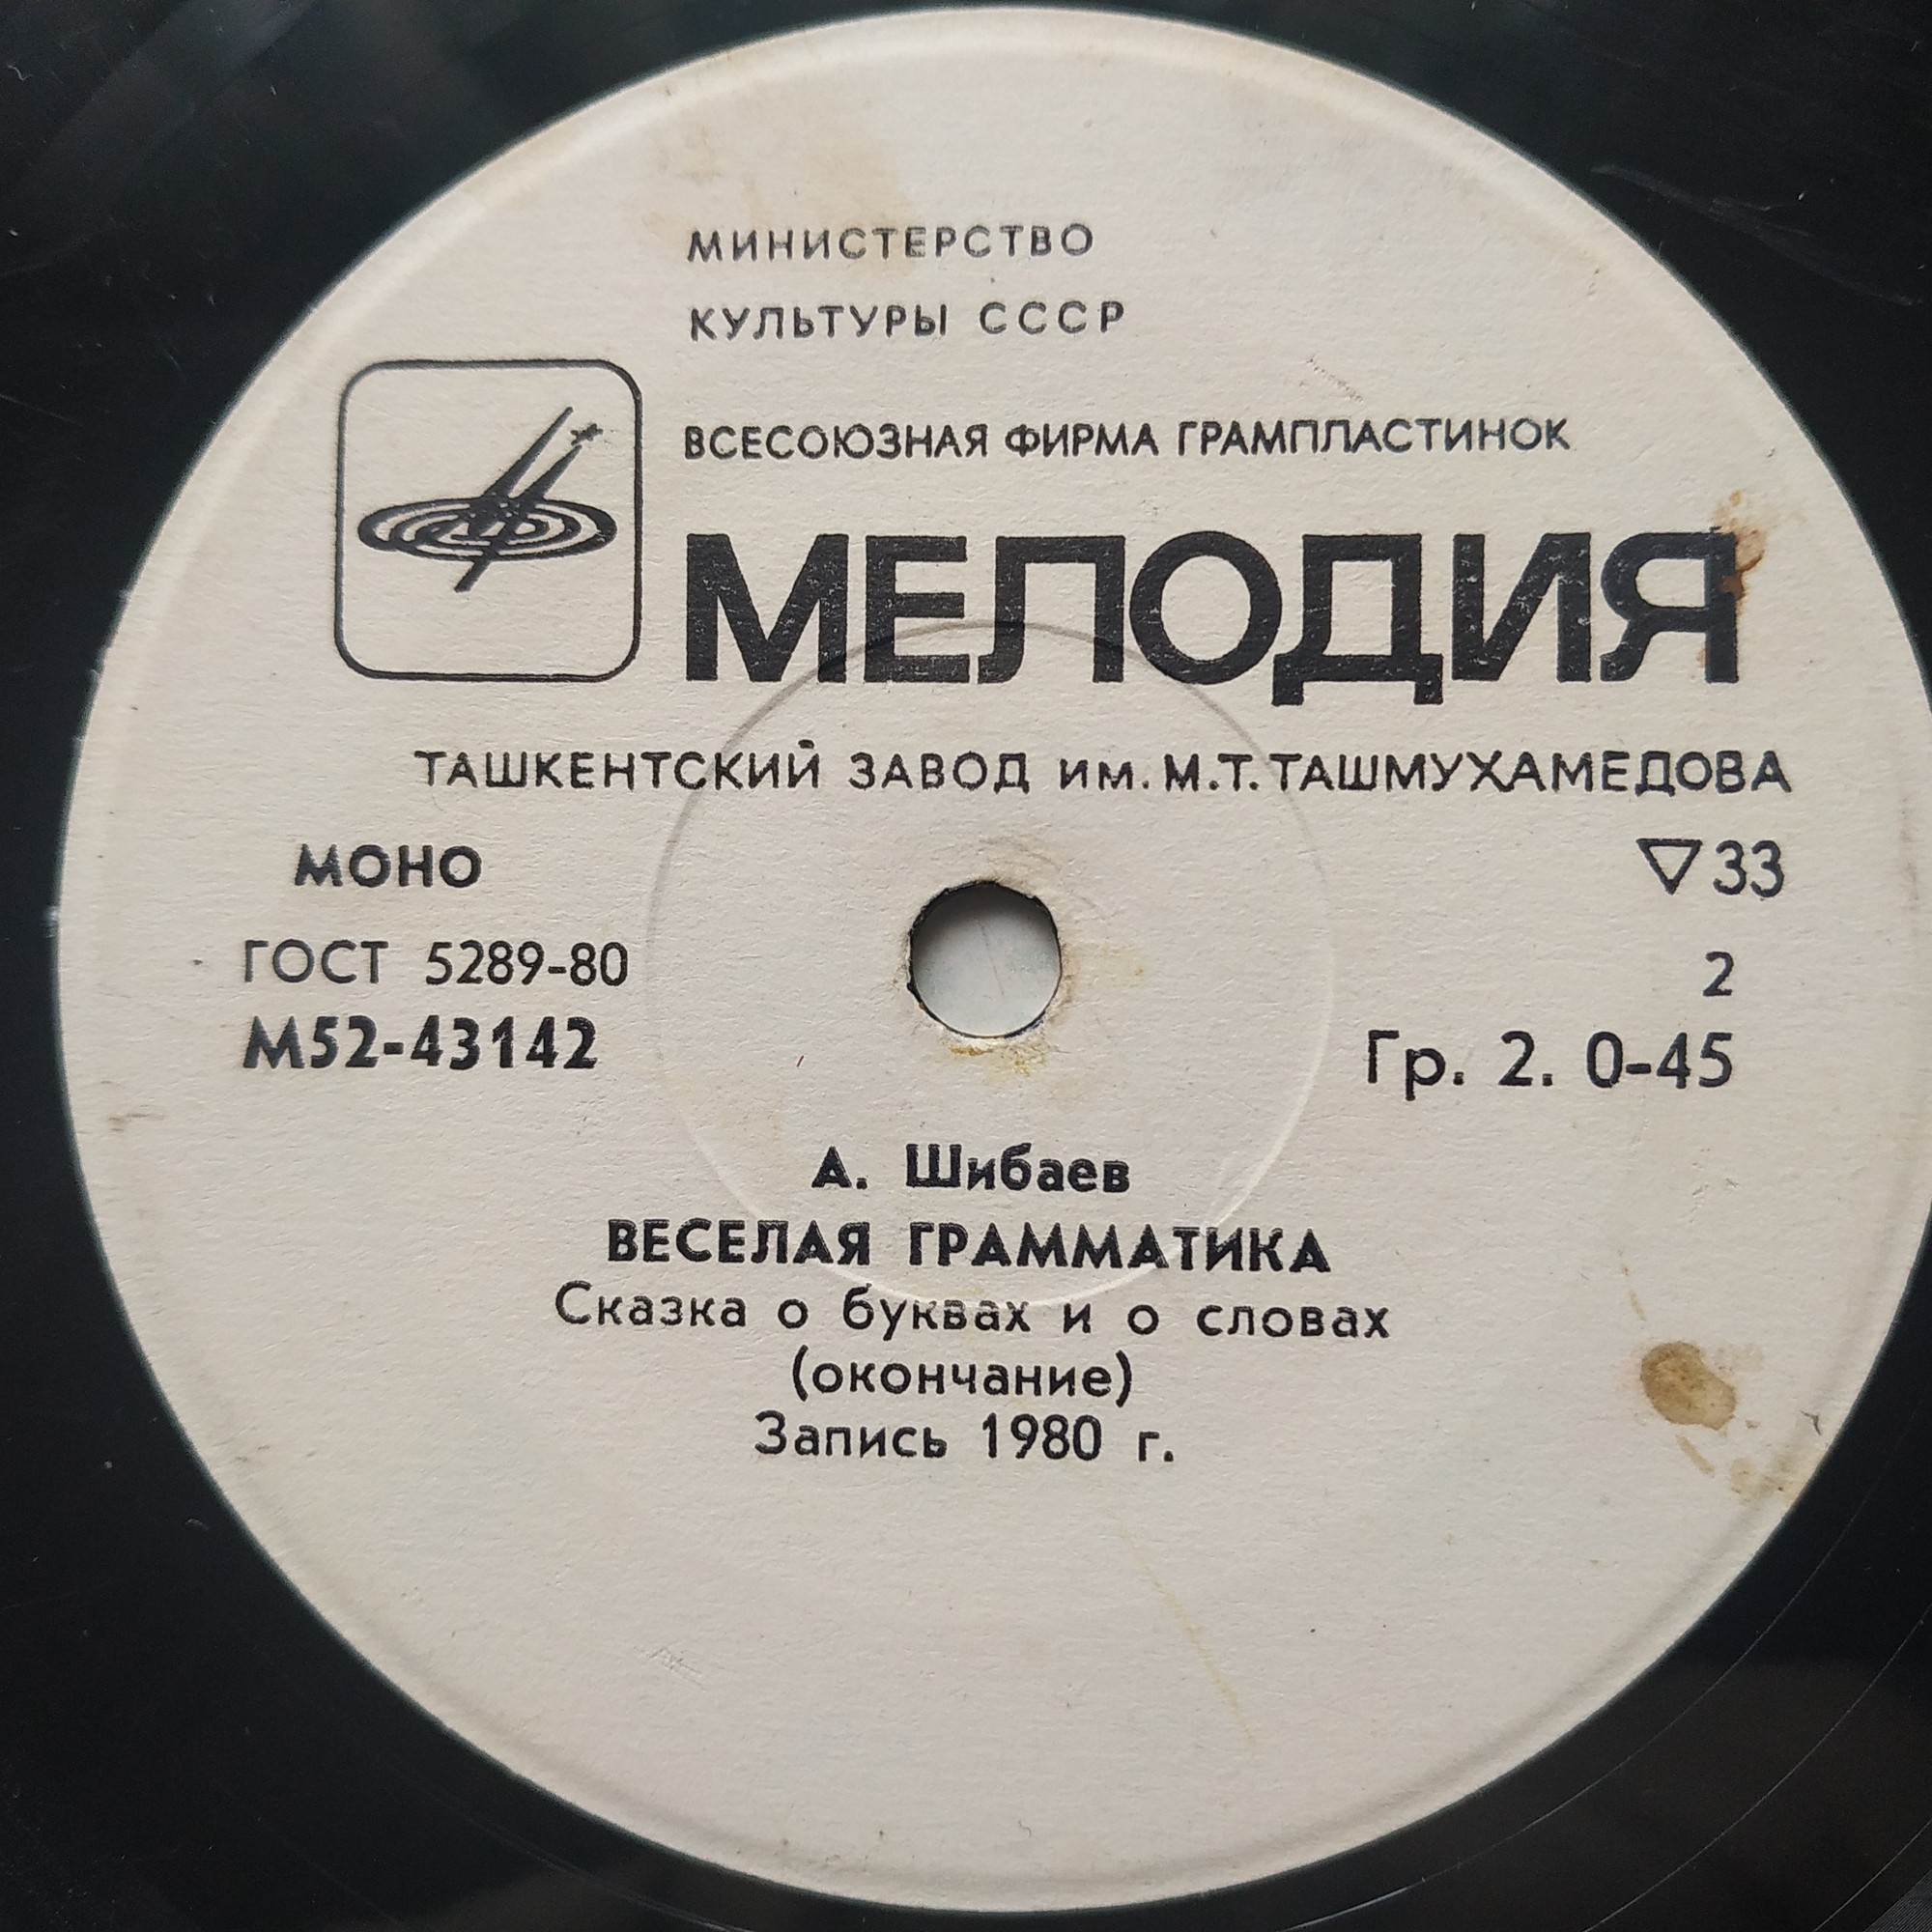 МИНИСТЕРСТВО
КУЛЬТУРЫ СССР
ВСЕСОЮЗНАЯ ФИРМА ГРАМПЛАСТИНОК
МЕЛОДИЯ
ТАШКЕНТСКИЙ ЗАВОД им. М.Т. ТАШМУХАМЕДОВА
МОНО ▽33
ГОСТ 5289-80 2
М52-43142 Гр. 2. 0-45
А. Шибаев
ВЕСЕЛАЯ ГРАММАТИКА
Сказка о буквах и о словах
(окончание)
Запись 1980 г.